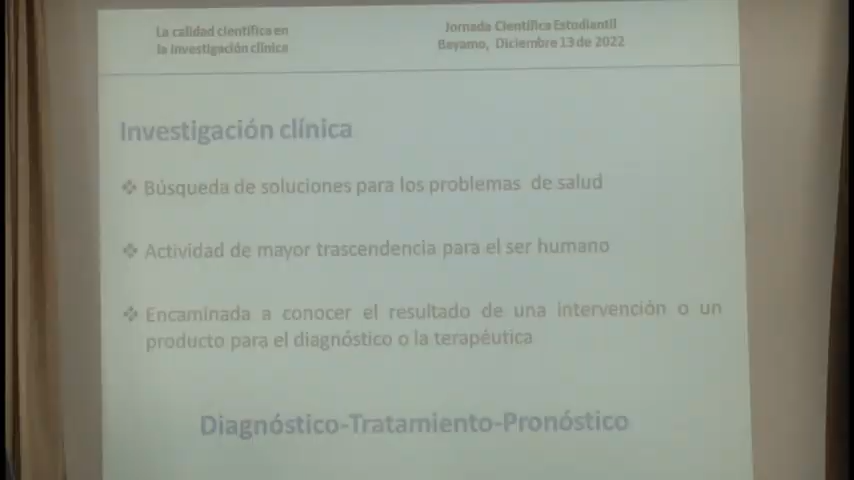 La calidad científica en
la investigación clínica
Jornada Científica Estudiantil
Bayamo, Diciembre 13 de 2022
Investigación clínica
❖ Búsqueda de soluciones para los problemas de salud
❖ Actividad de mayor trascendencia para el ser humano
❖ Encaminada a conocer el resultado de una intervención o un
producto para el diagnóstico o la terapéutica
Diagnóstico-Tratamiento-Pronóstico